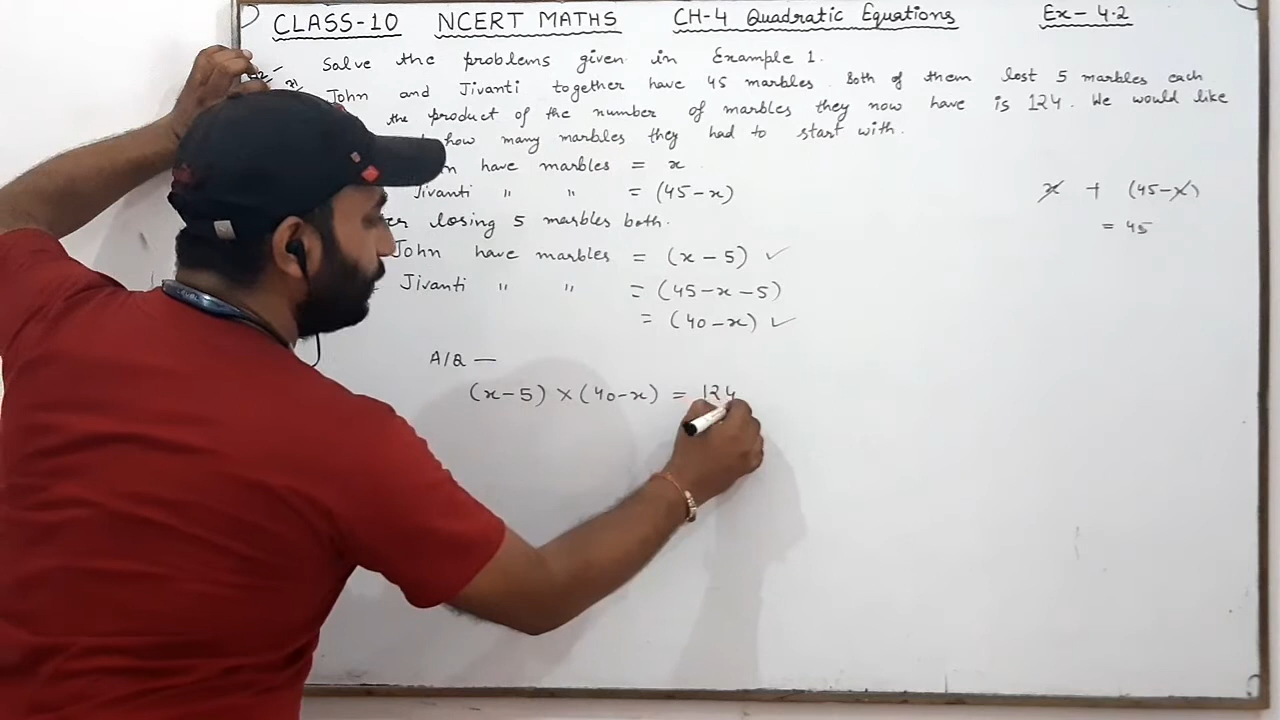 CLASS-10 NCERT MATHS CH-4 Quadratic Equations Ex-4.2
Solve the problems given in Example 1.
John and Jivanti together have 45 marbles. Both of them lost 5 marbles each
the product of the number of marbles they now have is 124. We would like
how many marbles they had to start with.
have marbles = x
Jivanti " " = (45-x)
losing 5 marbles both.
John have marbles = (x-5) ✓
Jivanti " " = (45-x-5)
= (40-x) ✓
A/Q —
(x-5) × (40-x) = 124
x + (45-x)
= 45